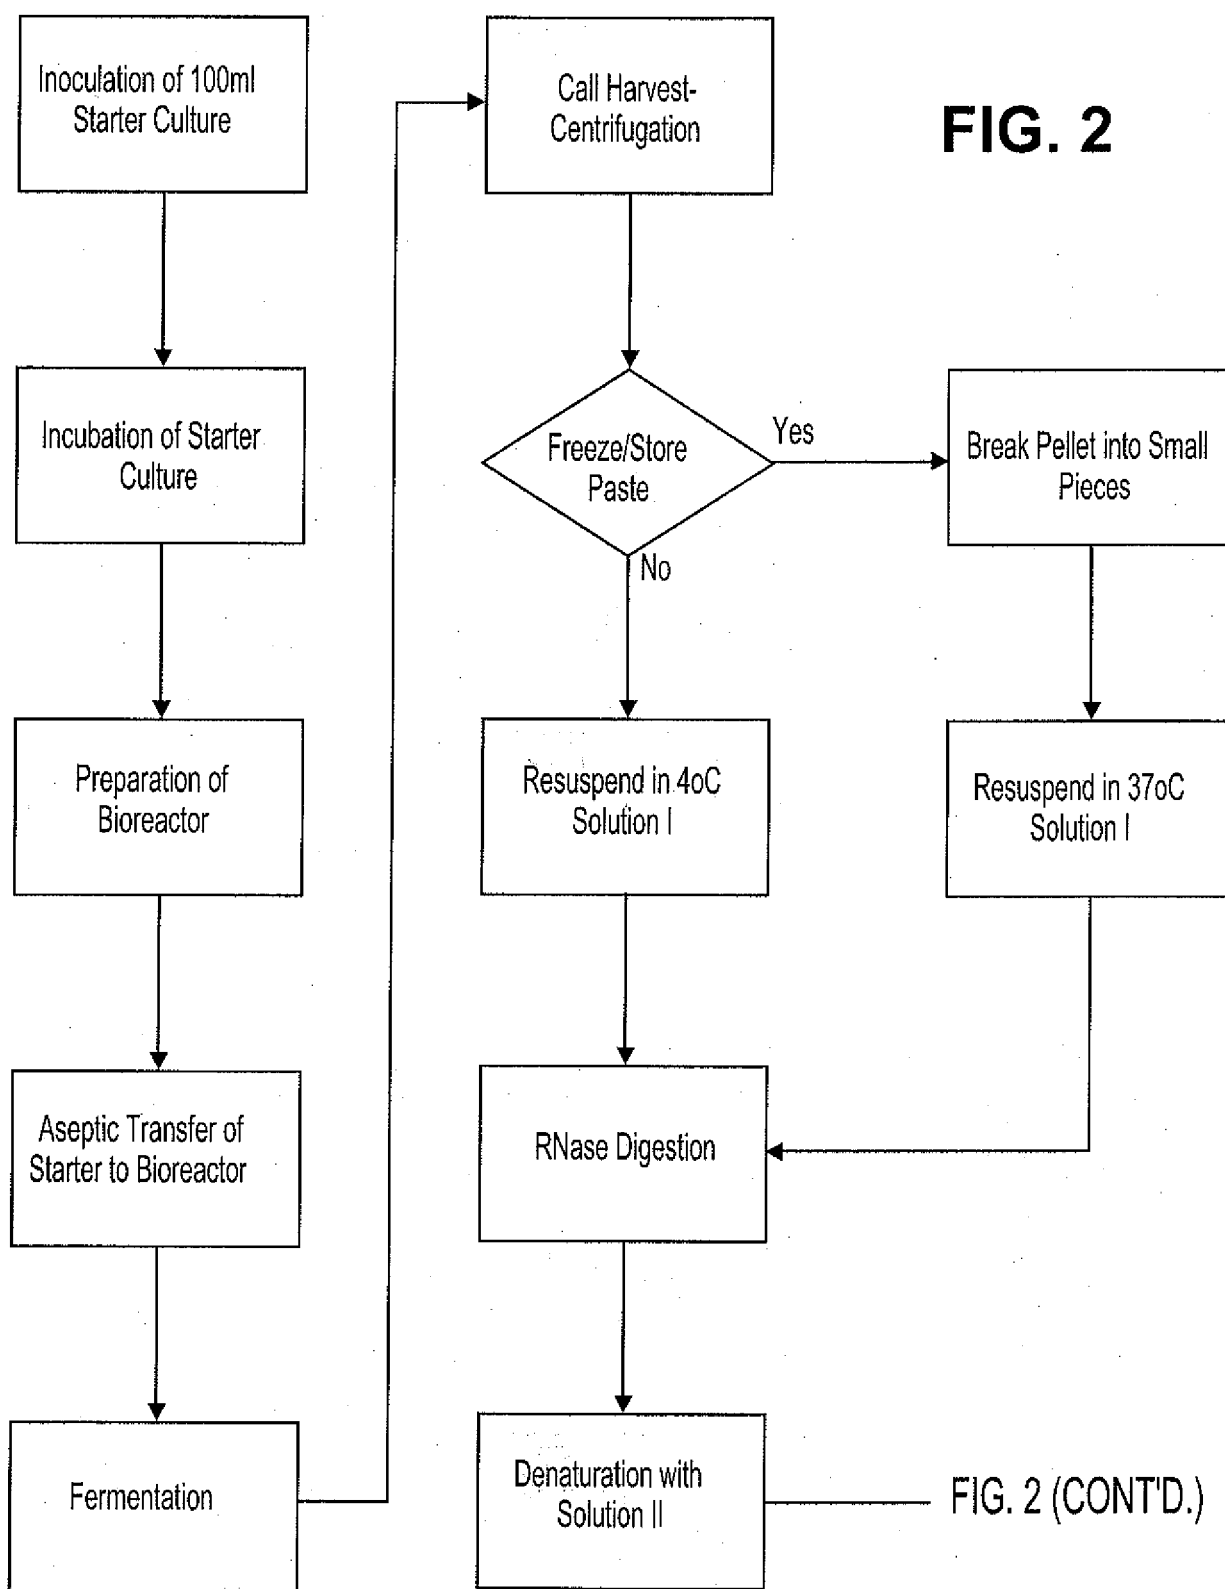 Inoculation of 100ml
Starter Culture
Incubation of Starter
Culture
Preparation of
Bioreactor
Aseptic Transfer of
Starter to Bioreactor
Fermentation
Call Harvest-
Centrifugation
FIG. 2
Freeze/Store
Paste
Yes
No
Break Pellet into Small
Pieces
Resuspend in 4oC
Solution I
Resuspend in 37oC
Solution I
RNase Digestion
Denaturation with
Solution II
FIG. 2 (CONT'D.)